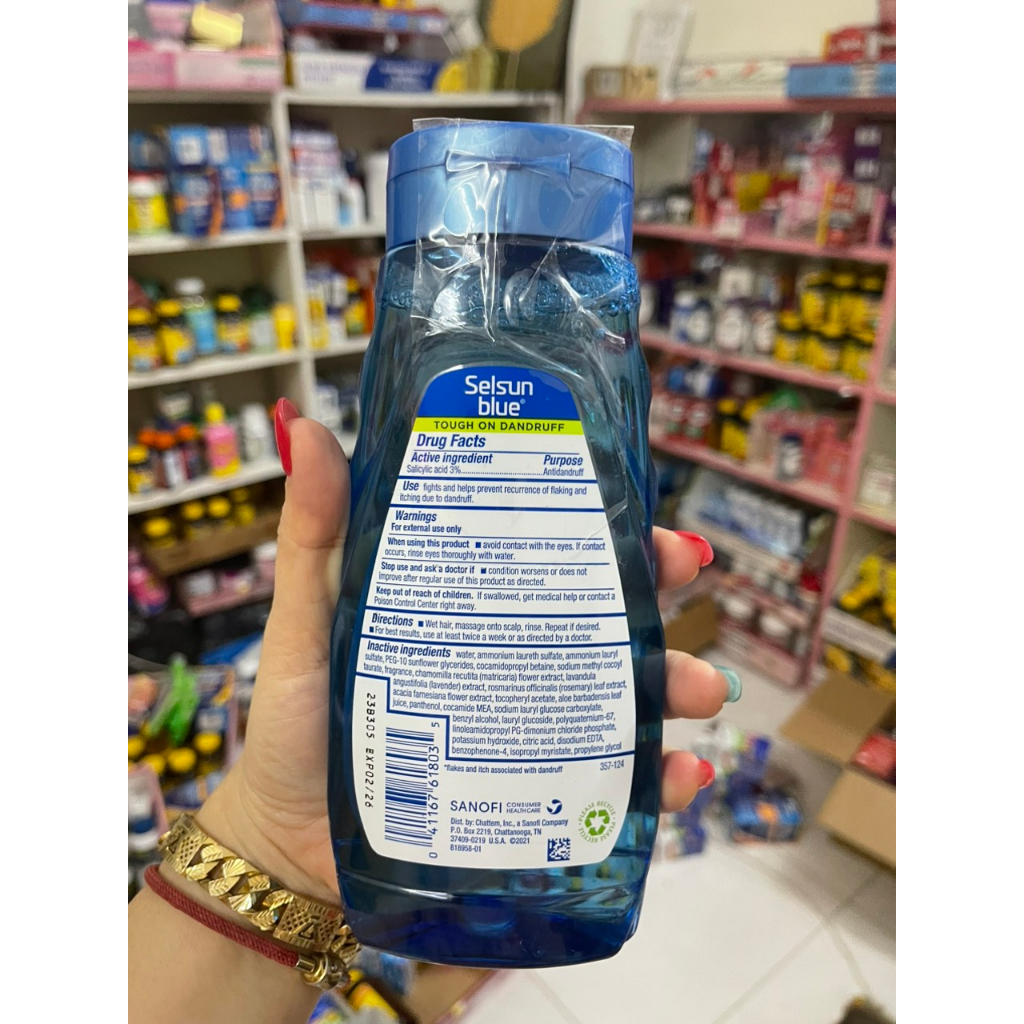 Selsun
blue®
TOUGH ON DANDRUFF
Drug Facts
Active ingredient Purpose
Salicylic acid 3%..........................Antidandruff
Use fights and helps prevent recurrence of flaking and
itching due to dandruff.
Warnings
For external use only
When using this product ■ avoid contact with the eyes. If contact
occurs, rinse eyes thoroughly with water.
Stop use and ask a doctor if ■ condition worsens or does not
improve after regular use of this product as directed.
Keep out of reach of children. If swallowed, get medical help or contact a
Poison Control Center right away.
Directions ■ Wet hair, massage onto scalp, rinse. Repeat if desired.
■ For best results, use at least twice a week or as directed by a doctor.
Inactive ingredients water, ammonium laureth sulfate, ammonium lauryl
sulfate, PEG-10 sunflower glycerides, cocamidopropyl betaine, sodium methyl cocoyl
taurate, fragrance, chamomilla recutita (matricaria) flower extract, lavandula
angustifolia (lavender) extract, rosmarinus officinalis (rosemary) leaf extract,
acacia farnesiana flower extract, tocopheryl acetate, aloe barbadensis leaf
juice, panthenol, cocamide MEA, sodium lauryl glucose carboxylate,
benzyl alcohol, lauryl glucoside, polyquaternium-67,
linoleamidopropyl PG-dimonium chloride phosphate,
potassium hydroxide, citric acid, disodium EDTA,
benzophenone-4, isopropyl myristate, propylene glycol
357-124
*flakes and itch associated with dandruff
23B305 EXP02/26
0 41167 61803 5
SANOFI CONSUMER
HEALTHCARE
Dist. by: Chattem, Inc., a Sanofi Company
P.O. Box 2219, Chattanooga, TN
37409-0219 U.S.A. ©2021
818958-01
PLEASE RECYCLE PLEASE RECYCLE